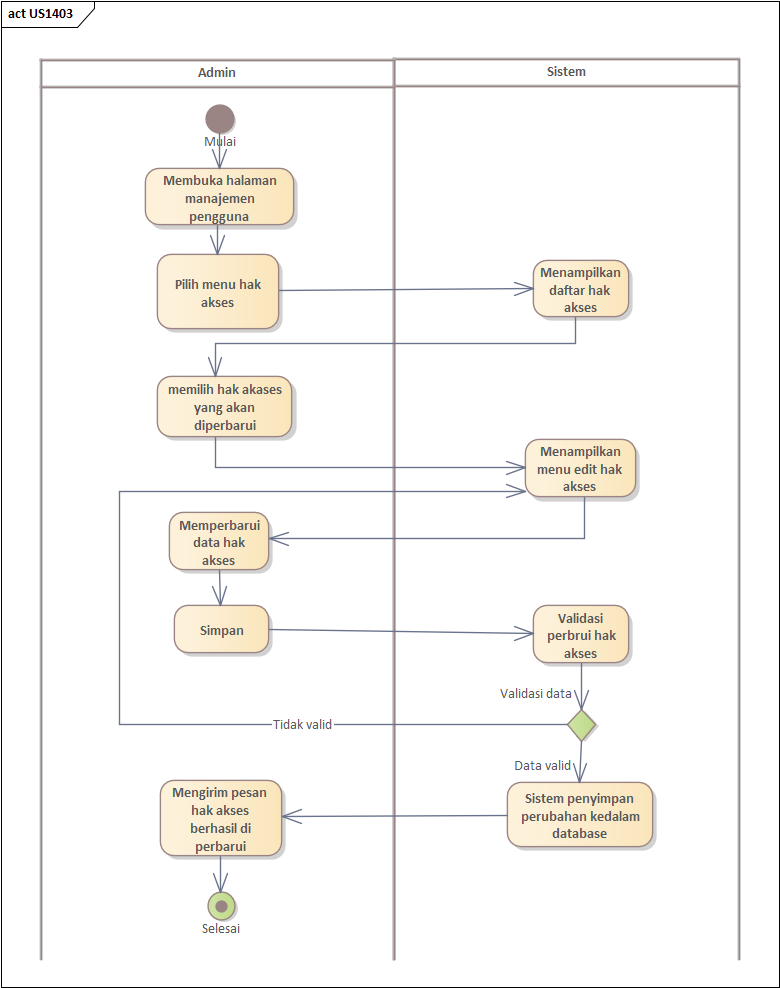 act US1403
Admin
Sistem
Mulai
Membuka halaman
manajemen
pengguna
Pilih menu hak
akses
Menampilkan
daftar hak
akses
memilih hak akases
yang akan
diperbarui
Menampilkan
menu edit hak
akses
Memperbarui
data hak
akses
Simpan
Validasi
perbrui hak
akses
Validasi data
Tidak valid
Data valid
Sistem penyimpan
perubahan kedalam
database
Mengirim pesan
hak akses
berhasil di
perbarui
Selesai